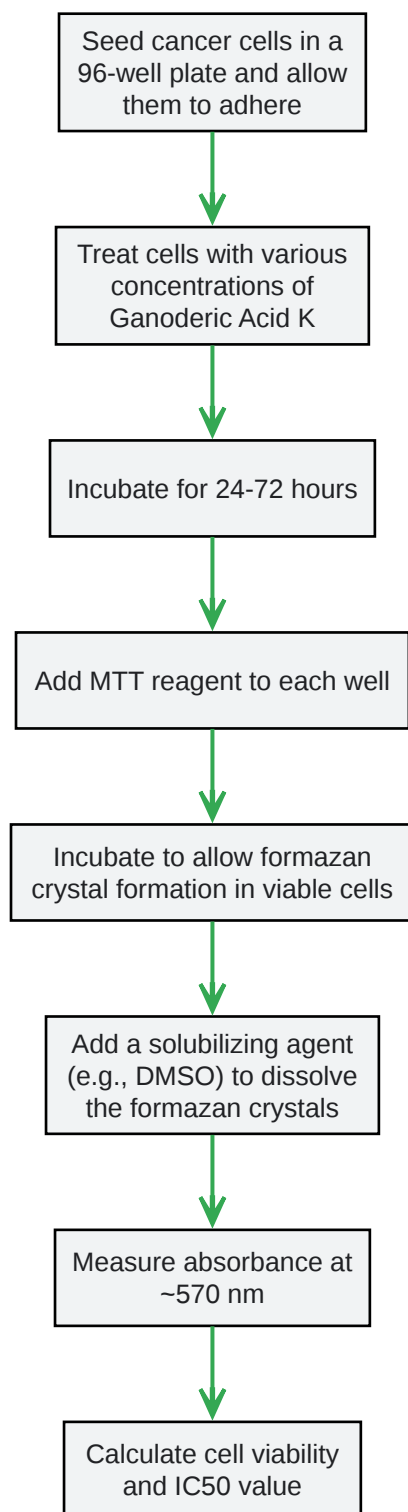 Seed cancer cells in a
96-well plate and allow
them to adhere
Treat cells with various
concentrations of
Ganoderic Acid K
Incubate for 24-72 hours
Add MTT reagent to each well
Incubate to allow formazan
crystal formation in viable cells
Add a solubilizing agent
(e.g., DMSO) to dissolve
the formazan crystals
Measure absorbance at
~570 nm
Calculate cell viability
and IC50 value